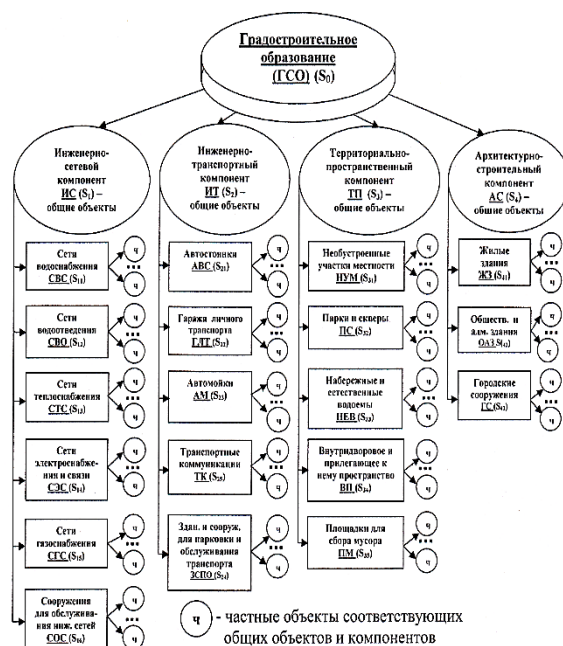 Градостроительное
образование
(ГСО) (S₀)
Инженерно-
сетевой
компонент
ИС (S₁) –
общие объекты
Инженерно-
транспортный
компонент
ИТ (S₂) –
общие объекты
Территориально-
пространственный
компонент
ТП (S₃) –
общие объекты
Архитектурно-
строительный
компонент
АС (S₄) –
общие объекты
Сети
водоснабжения
СВС (S₁₁)
ч
...
ч
Сети
водоотведения
СВО (S₁₂)
ч
...
ч
Сети
теплоснабжения
СТС (S₁₃)
ч
...
ч
Сети
электроснабже-
ния и связи
СЭС (S₁₄)
ч
...
ч
Сети
газоснабжения
СГС (S₁₅)
ч
...
ч
Сооружения
для обслужива-
ния инж. сетей
СОС (S₁₆)
ч
...
ч
Автостоянки
АВС (S₂₁)
ч
...
ч
Гаражи личного
транспорта
ГЛТ (S₂₂)
ч
...
ч
Автомойки
АМ (S₂₃)
ч
...
ч
Транспортные
коммуникации
ТК (S₂₅)
ч
...
ч
Здан. и сооруж.
для парковки и
обслуживания
транспорта
ЗСПО (S₂₄)
ч
...
ч
Необустроенные
участки местности
НУМ (S₃₁)
ч
...
ч
Парки и скверы
ПС (S₃₂)
ч
...
ч
Набережные и
естественные
водоемы
НЕВ (S₃₃)
ч
...
ч
Внутридворовое и
прилегающее к
нему пространство
ВП (S₃₄)
ч
...
ч
Площадки для
сбора мусора
ПМ (S₃₅)
ч
...
ч
Жилые
здания
ЖЗ (S₄₁)
ч
...
ч
Обществ. и
адм. здания
ОАЗ S(₄₂)
ч
...
ч
Городские
сооружения
ГС (S₄₃)
ч
...
ч
ч - частные объекты соответствующих
общих объектов и компонентов